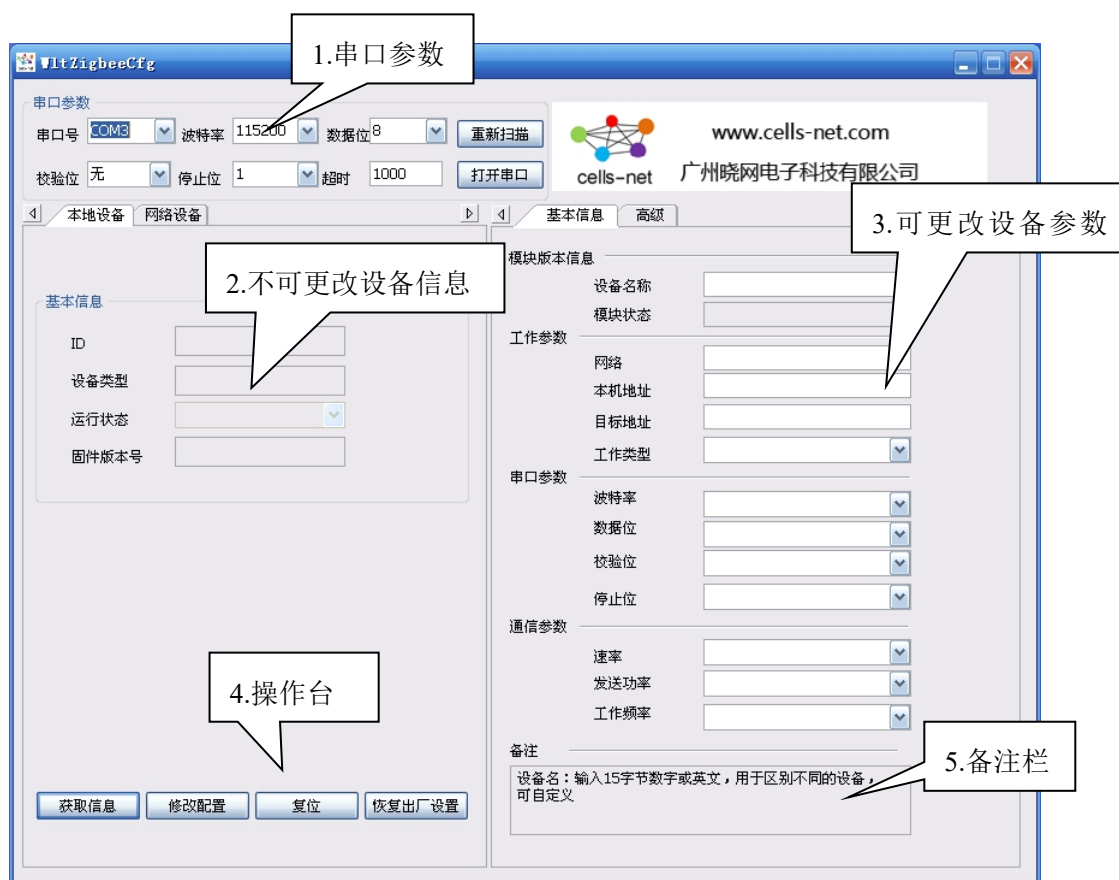 1.串口参数
WltZigbeeCfg
串口参数
串口号 COM3 波特率 115200 数据位 8 重新扫描
校验位 无 停止位 1 超时 1000 打开串口
cells-net
www.cells-net.com
广州晓网电子科技有限公司
本地设备 网络设备
基本信息 高级
3.可更改设备参数
2.不可更改设备信息
基本信息
ID
设备类型
运行状态
固件版本号
模块版本信息
设备名称
模块状态
工作参数
网络
本机地址
目标地址
工作类型
串口参数
波特率
数据位
校验位
停止位
通信参数
速率
发送功率
工作频率
4.操作台
获取信息 修改配置 复位 恢复出厂设置
备注
设备名：输入15字节数字或英文，用于区别不同的设备，
可自定义
5.备注栏